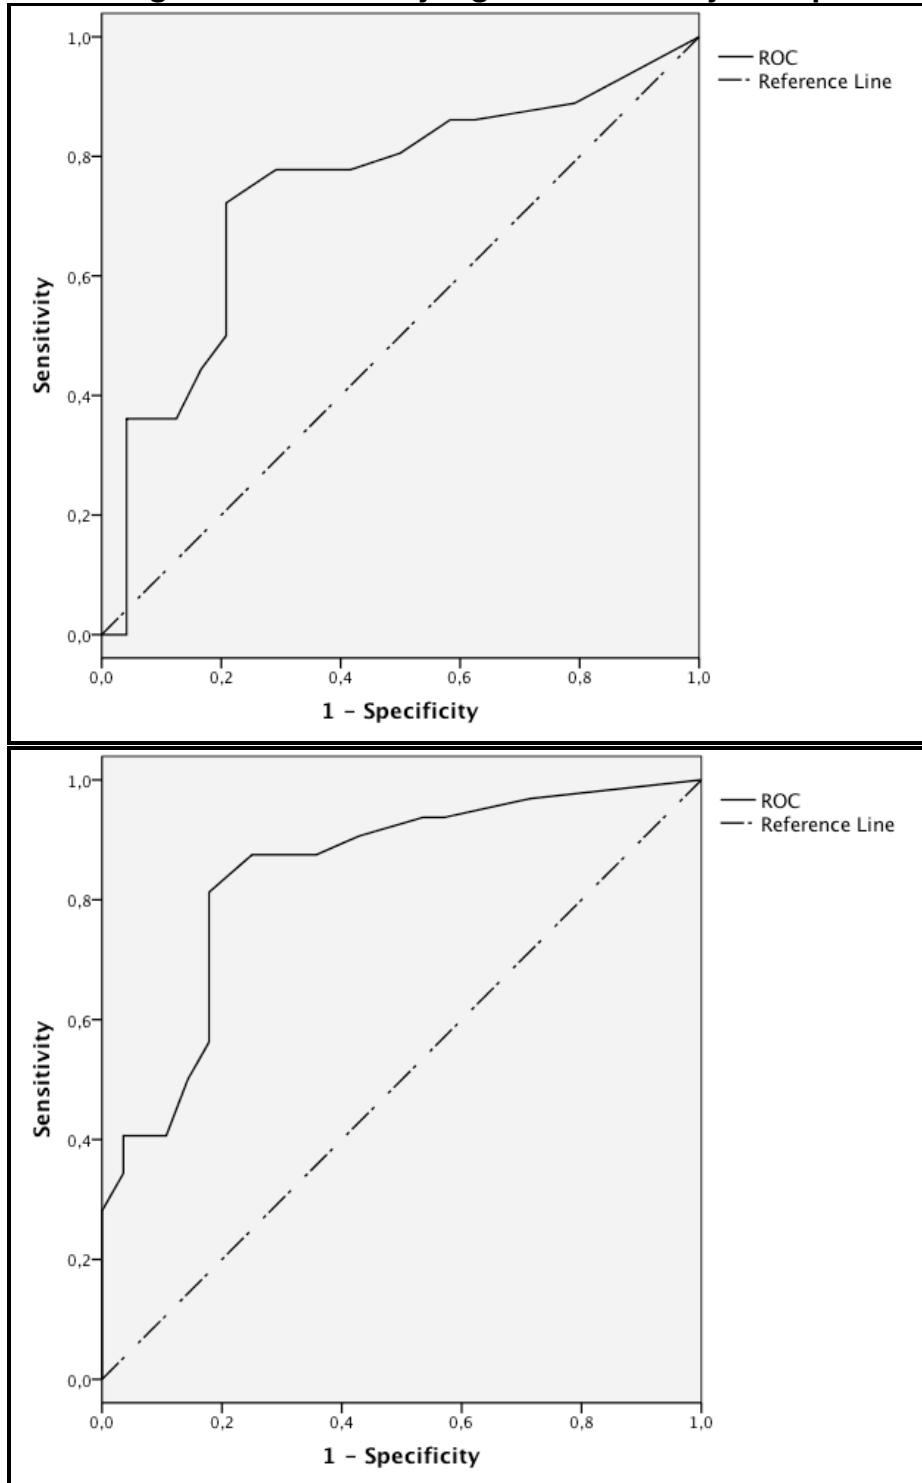 1,0
0,8
0,6
0,4
0,2
0,0
Sensitivity
0,0 0,2 0,4 0,6 0,8 1,0
1 – Specificity
ROC
Reference Line
1,0
0,8
0,6
0,4
0,2
0,0
Sensitivity
0,0 0,2 0,4 0,6 0,8 1,0
1 – Specificity
ROC
Reference Line